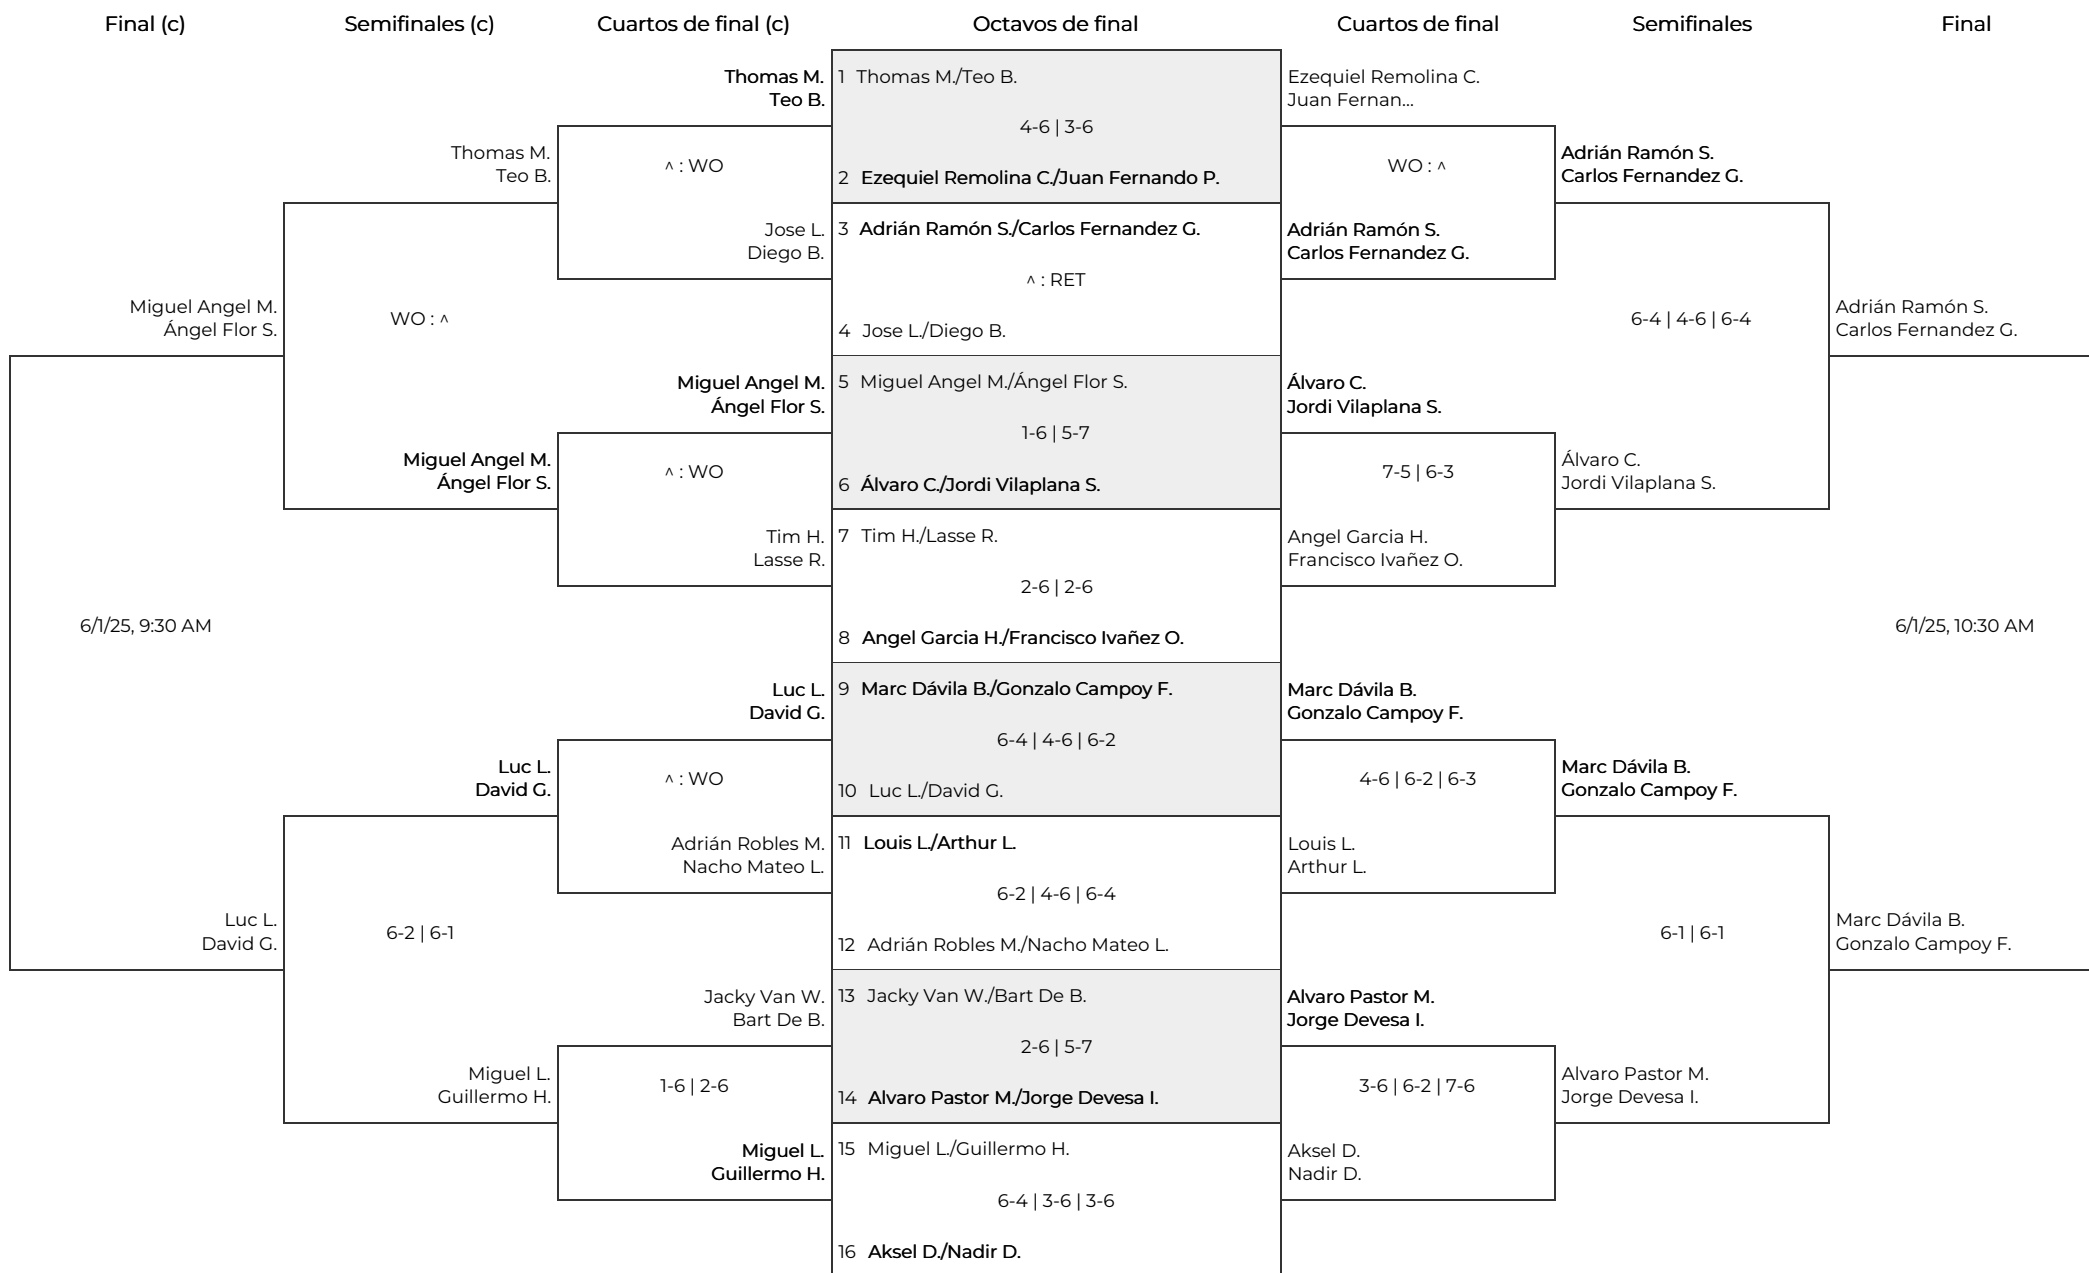 Final (c)
Semifinales (c)
Cuartos de final (c)
Octavos de final
Cuartos de final
Semifinales
Final
Miguel Angel M.
Ángel Flor S.
6/1/25, 9:30 AM
Luc L.
David G.
Thomas M.
Teo B.
WO : ^
Miguel Angel M.
Ángel Flor S.
Luc L.
David G.
6-2 | 6-1
Miguel L.
Guillermo H.
Thomas M.
Teo B.
^ : WO
Jose L.
Diego B.
Miguel Angel M.
Ángel Flor S.
^ : WO
Tim H.
Lasse R.
Luc L.
David G.
^ : WO
Adrián Robles M.
Nacho Mateo L.
Jacky Van W.
Bart De B.
1-6 | 2-6
Miguel L.
Guillermo H.
1 Thomas M./Teo B.
4-6 | 3-6
2 Ezequiel Remolina C./Juan Fernando P.
3 Adrián Ramón S./Carlos Fernandez G.
^ : RET
4 Jose L./Diego B.
5 Miguel Angel M./Ángel Flor S.
1-6 | 5-7
6 Álvaro C./Jordi Vilaplana S.
7 Tim H./Lasse R.
2-6 | 2-6
8 Angel Garcia H./Francisco Ivañez O.
9 Marc Dávila B./Gonzalo Campoy F.
6-4 | 4-6 | 6-2
10 Luc L./David G.
11 Louis L./Arthur L.
6-2 | 4-6 | 6-4
12 Adrián Robles M./Nacho Mateo L.
13 Jacky Van W./Bart De B.
2-6 | 5-7
14 Alvaro Pastor M./Jorge Devesa I.
15 Miguel L./Guillermo H.
6-4 | 3-6 | 3-6
16 Aksel D./Nadir D.
Ezequiel Remolina C.
Juan Fernan...
WO : ^
Adrián Ramón S.
Carlos Fernandez G.
Álvaro C.
Jordi Vilaplana S.
7-5 | 6-3
Angel Garcia H.
Francisco Ivañez O.
Marc Dávila B.
Gonzalo Campoy F.
4-6 | 6-2 | 6-3
Louis L.
Arthur L.
Alvaro Pastor M.
Jorge Devesa I.
3-6 | 6-2 | 7-6
Aksel D.
Nadir D.
Adrián Ramón S.
Carlos Fernandez G.
6-4 | 4-6 | 6-4
Álvaro C.
Jordi Vilaplana S.
Marc Dávila B.
Gonzalo Campoy F.
6-1 | 6-1
Alvaro Pastor M.
Jorge Devesa I.
Adrián Ramón S.
Carlos Fernandez G.
6/1/25, 10:30 AM
Marc Dávila B.
Gonzalo Campoy F.